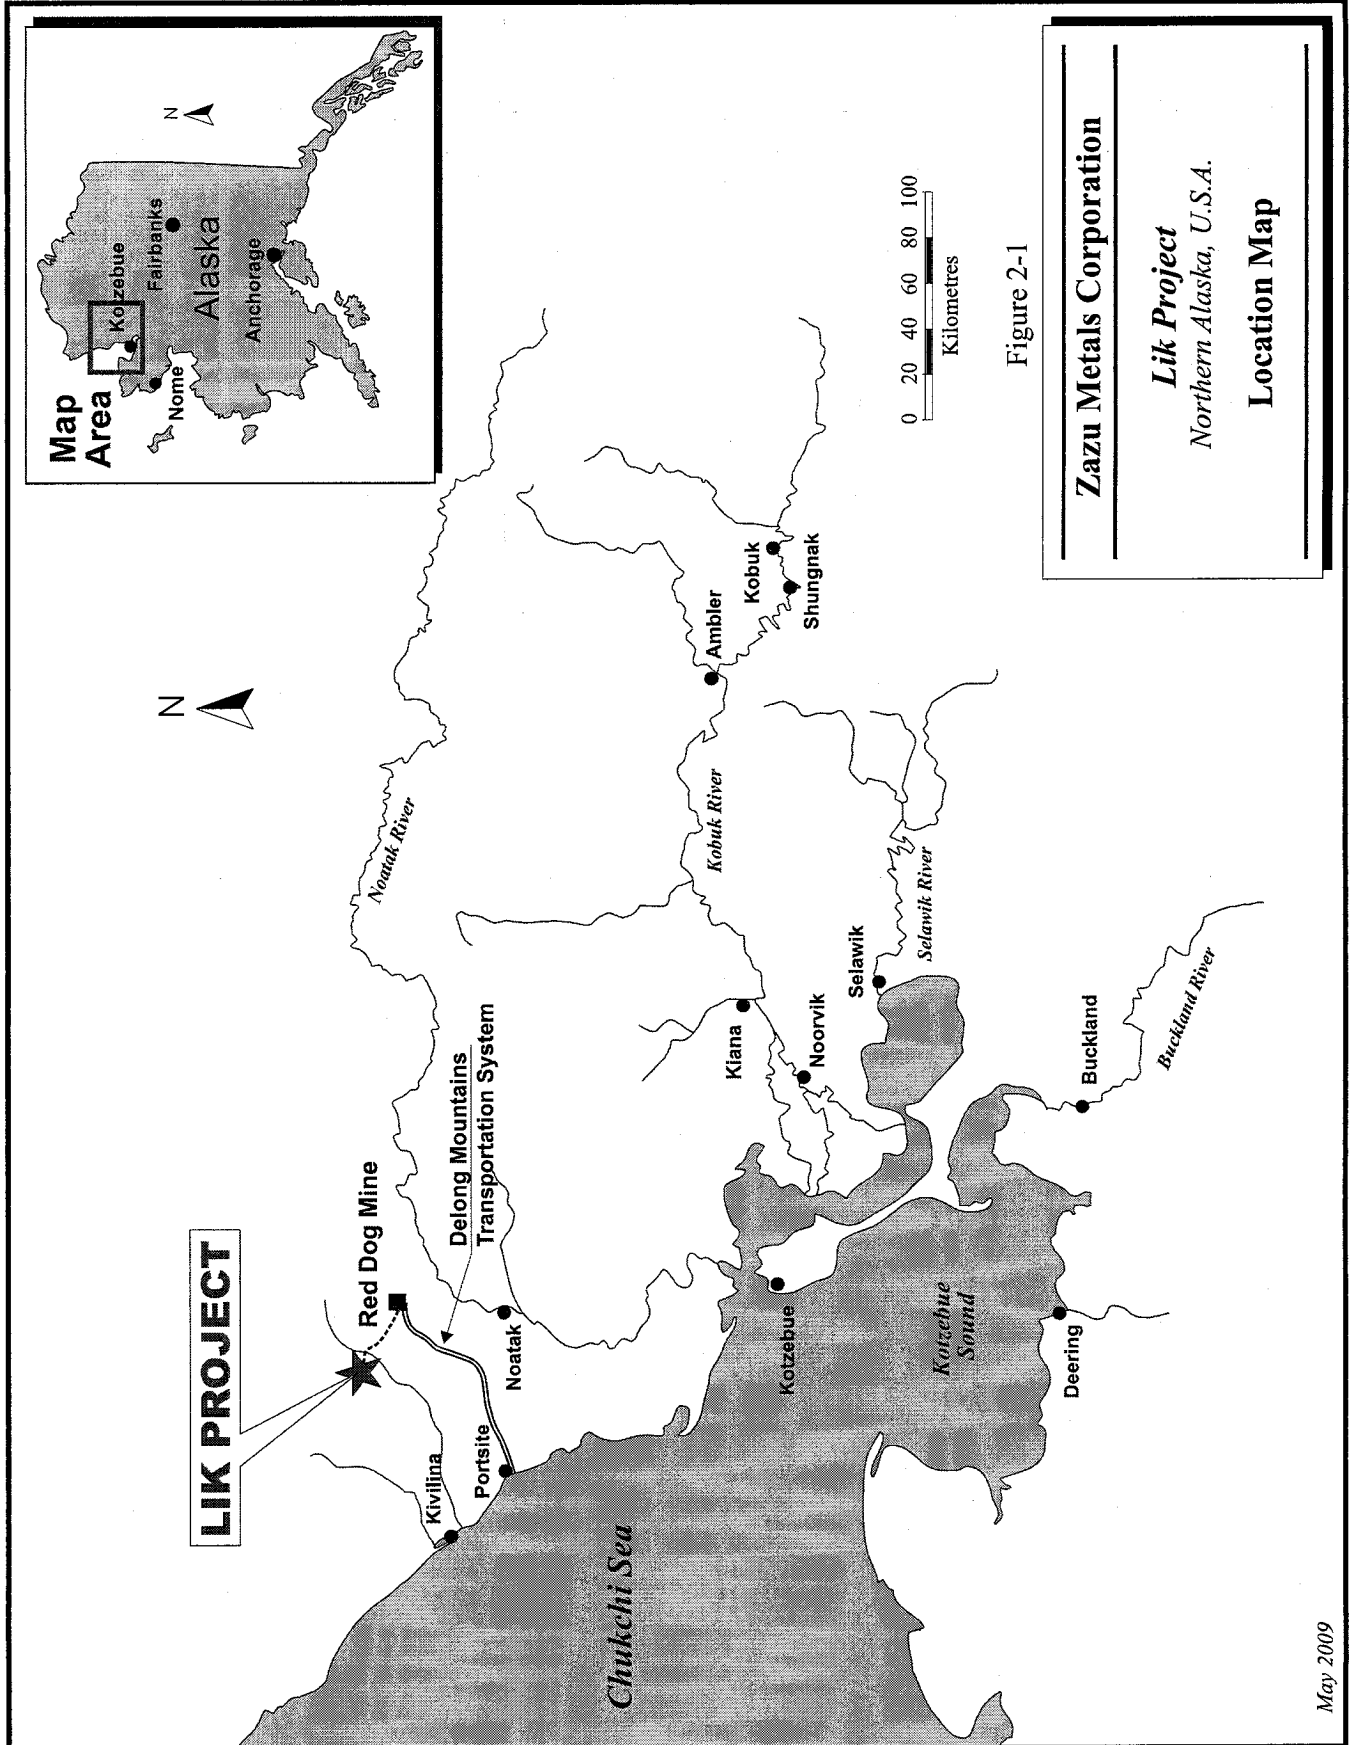 LIK PROJECT
Red Dog Mine
Delong Mountains
Transportation System
Kivilina
Portsite
Noatak
Noatak River
N
Map
Area
Nome
Kotzebue
Fairbanks
Alaska
Anchorage
N
Chukchi Sea
Kotzebue
Kotzebue
Sound
Deering
Kiana
Noorvik
Selawik
Selawik River
Kobuk River
Ambler
Kobuk
Shungnak
Buckland
Buckland River
0 20 40 60 80 100
Kilometres
Figure 2-1
Zazu Metals Corporation
Lik Project
Northern Alaska, U.S.A.
Location Map
May 2009